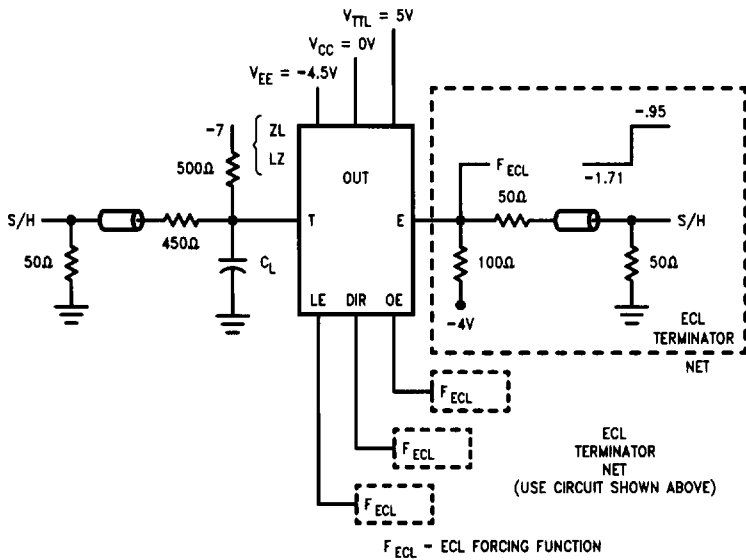 V_TTL = 5V
V_CC = 0V
V_EE = -4.5V
-.95
-7
ZL
LZ
500Ω
OUT
F_ECL
-1.71
50Ω
S/H
T
E
S/H
50Ω
450Ω
C_L
100Ω
50Ω
LE
DIR
OE
-4V
ECL
TERMINATOR
NET
F_ECL
F_ECL
F_ECL
ECL
TERMINATOR
NET
(USE CIRCUIT SHOWN ABOVE)
F_ECL - ECL FORCING FUNCTION